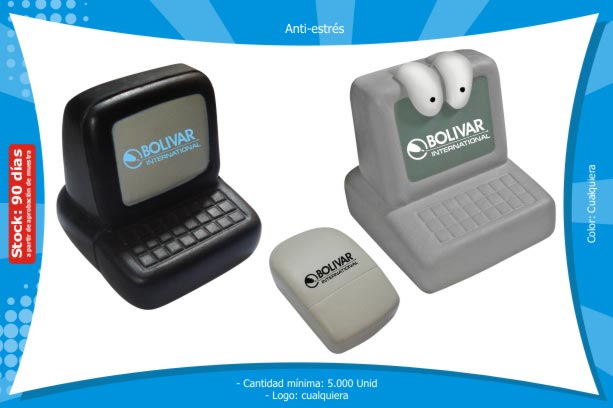 Anti-estrés
BOLIVAR
INTERNATIONAL
BOLIVAR
INTERNATIONAL
BOLIVAR
INTERNATIONAL
Stock: 90 días
a partir de aprobación de muestra
Color: Cualquiera
- Cantidad mínima: 5.000 Unid
- Logo: cualquiera